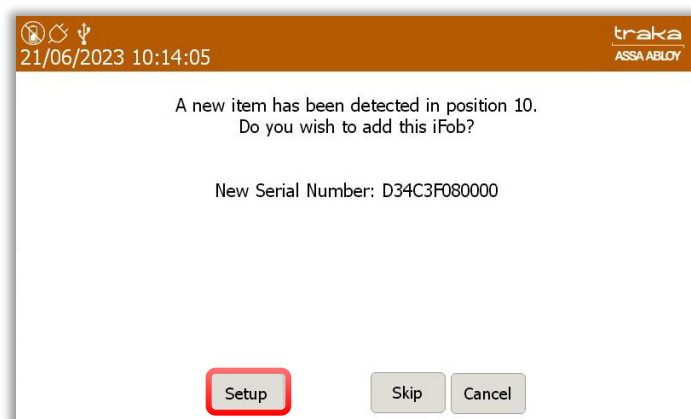 traka
21/06/2023 10:14:05
ASSA ABLOY
A new item has been detected in position 10.
Do you wish to add this iFob?
New Serial Number: D34C3F080000
Setup
Skip
Cancel